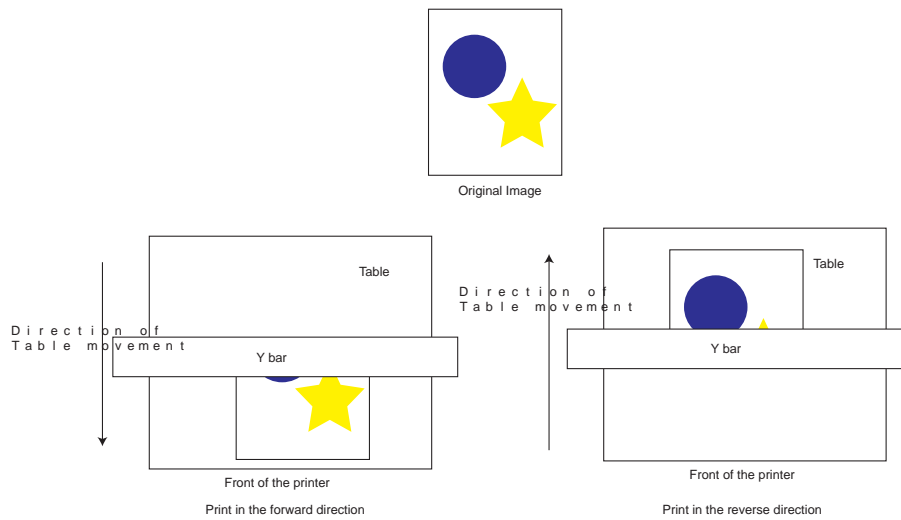 Original Image
Table
Direction of
Table movement
Y bar
Front of the printer
Print in the forward direction
Table
Direction of
Table movement
Y bar
Front of the printer
Print in the reverse direction